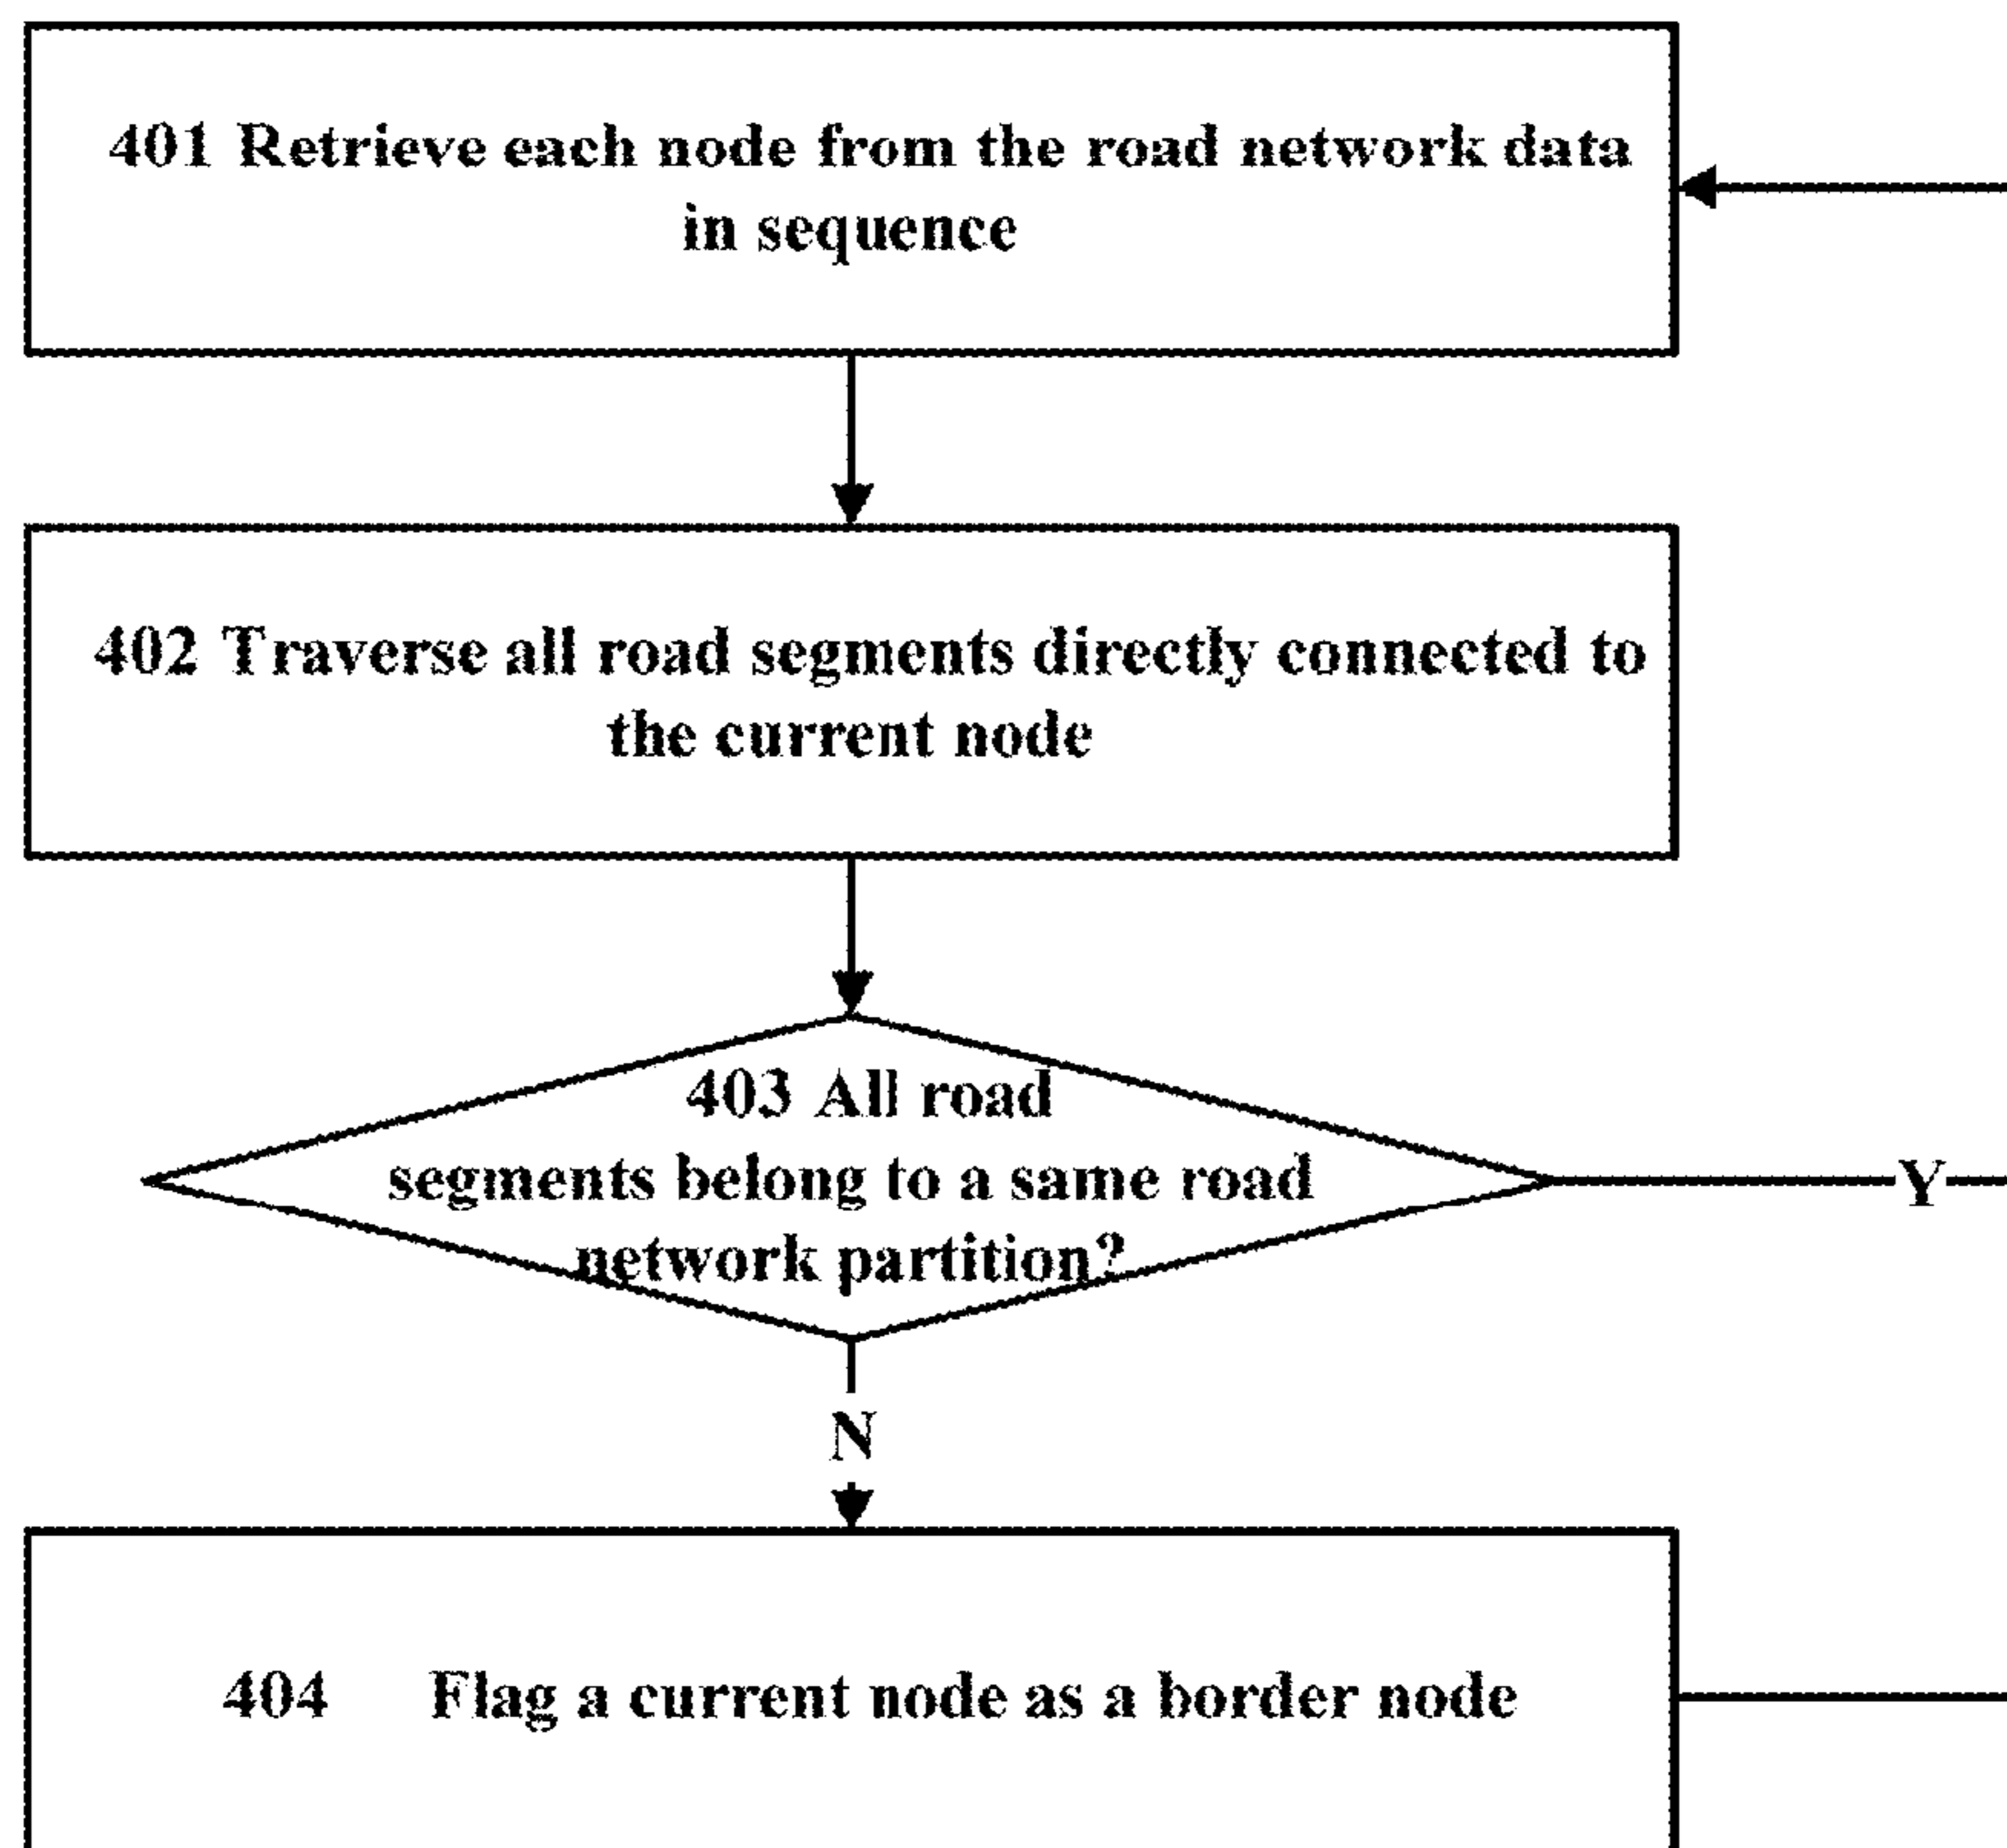 401 Retrieve each node from the road network data
in sequence
402 Traverse all road segments directly connected to
the current node
403 All road
segments belong to a same road
network partition?
Y
N
404 Flag a current node as a border node